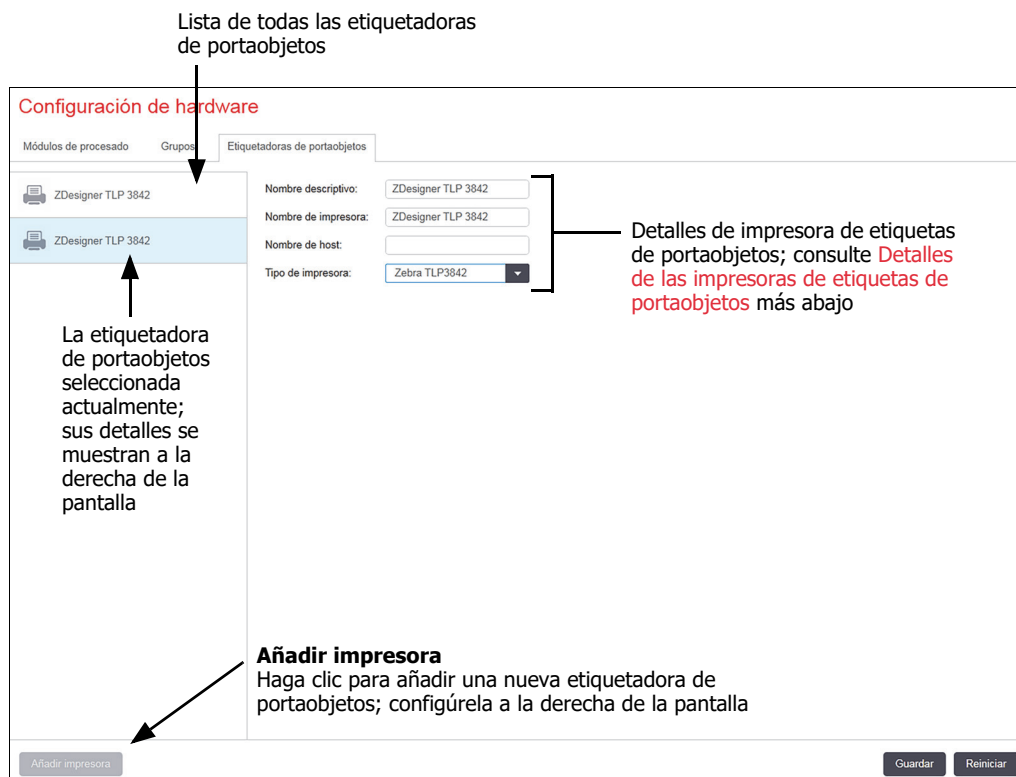 Lista de todas las etiquetadoras
de portaobjetos
Configuración de hardware
Módulos de procesado Grupos Etiquetadoras de portaobjetos
ZDesigner TLP 3842
ZDesigner TLP 3842
Nombre descriptivo: ZDesigner TLP 3842
Nombre de impresora: ZDesigner TLP 3842
Nombre de host:
Tipo de impresora: Zebra TLP3842
Detalles de impresora de etiquetas
de portaobjetos; consulte Detalles
de las impresoras de etiquetas de
portaobjetos más abajo
La etiquetadora
de portaobjetos
seleccionada
actualmente;
sus detalles se
muestran a la
derecha de la
pantalla
Añadir impresora
Haga clic para añadir una nueva etiquetadora de
portaobjetos; configúrela a la derecha de la pantalla
Añadir impresora Guardar Reiniciar